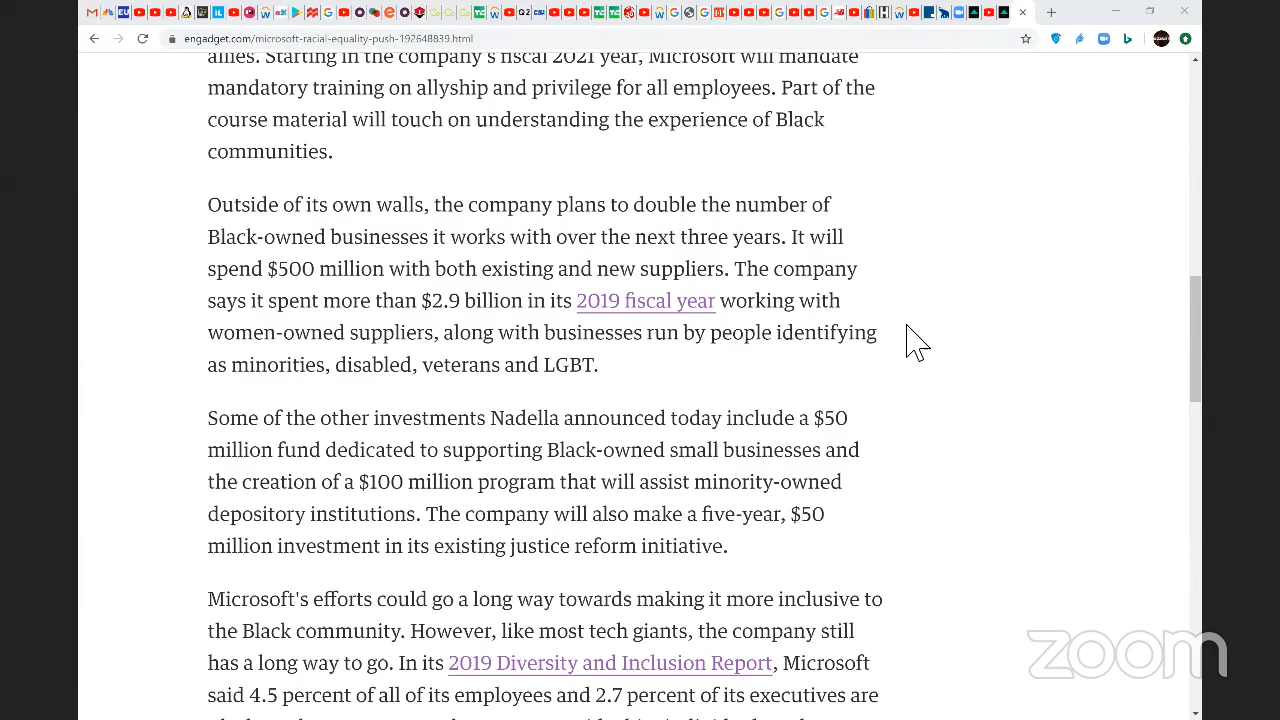 engadget.com/microsoft-racial-equality-push-192648839.html
allies. Starting in the company's fiscal 2021 year, Microsoft will mandate
mandatory training on allyship and privilege for all employees. Part of the
course material will touch on understanding the experience of Black
communities.
Outside of its own walls, the company plans to double the number of
Black-owned businesses it works with over the next three years. It will
spend $500 million with both existing and new suppliers. The company
says it spent more than $2.9 billion in its 2019 fiscal year working with
women-owned suppliers, along with businesses run by people identifying
as minorities, disabled, veterans and LGBT.
Some of the other investments Nadella announced today include a $50
million fund dedicated to supporting Black-owned small businesses and
the creation of a $100 million program that will assist minority-owned
depository institutions. The company will also make a five-year, $50
million investment in its existing justice reform initiative.
Microsoft's efforts could go a long way towards making it more inclusive to
the Black community. However, like most tech giants, the company still
has a long way to go. In its 2019 Diversity and Inclusion Report, Microsoft
said 4.5 percent of all of its employees and 2.7 percent of its executives are
zoom